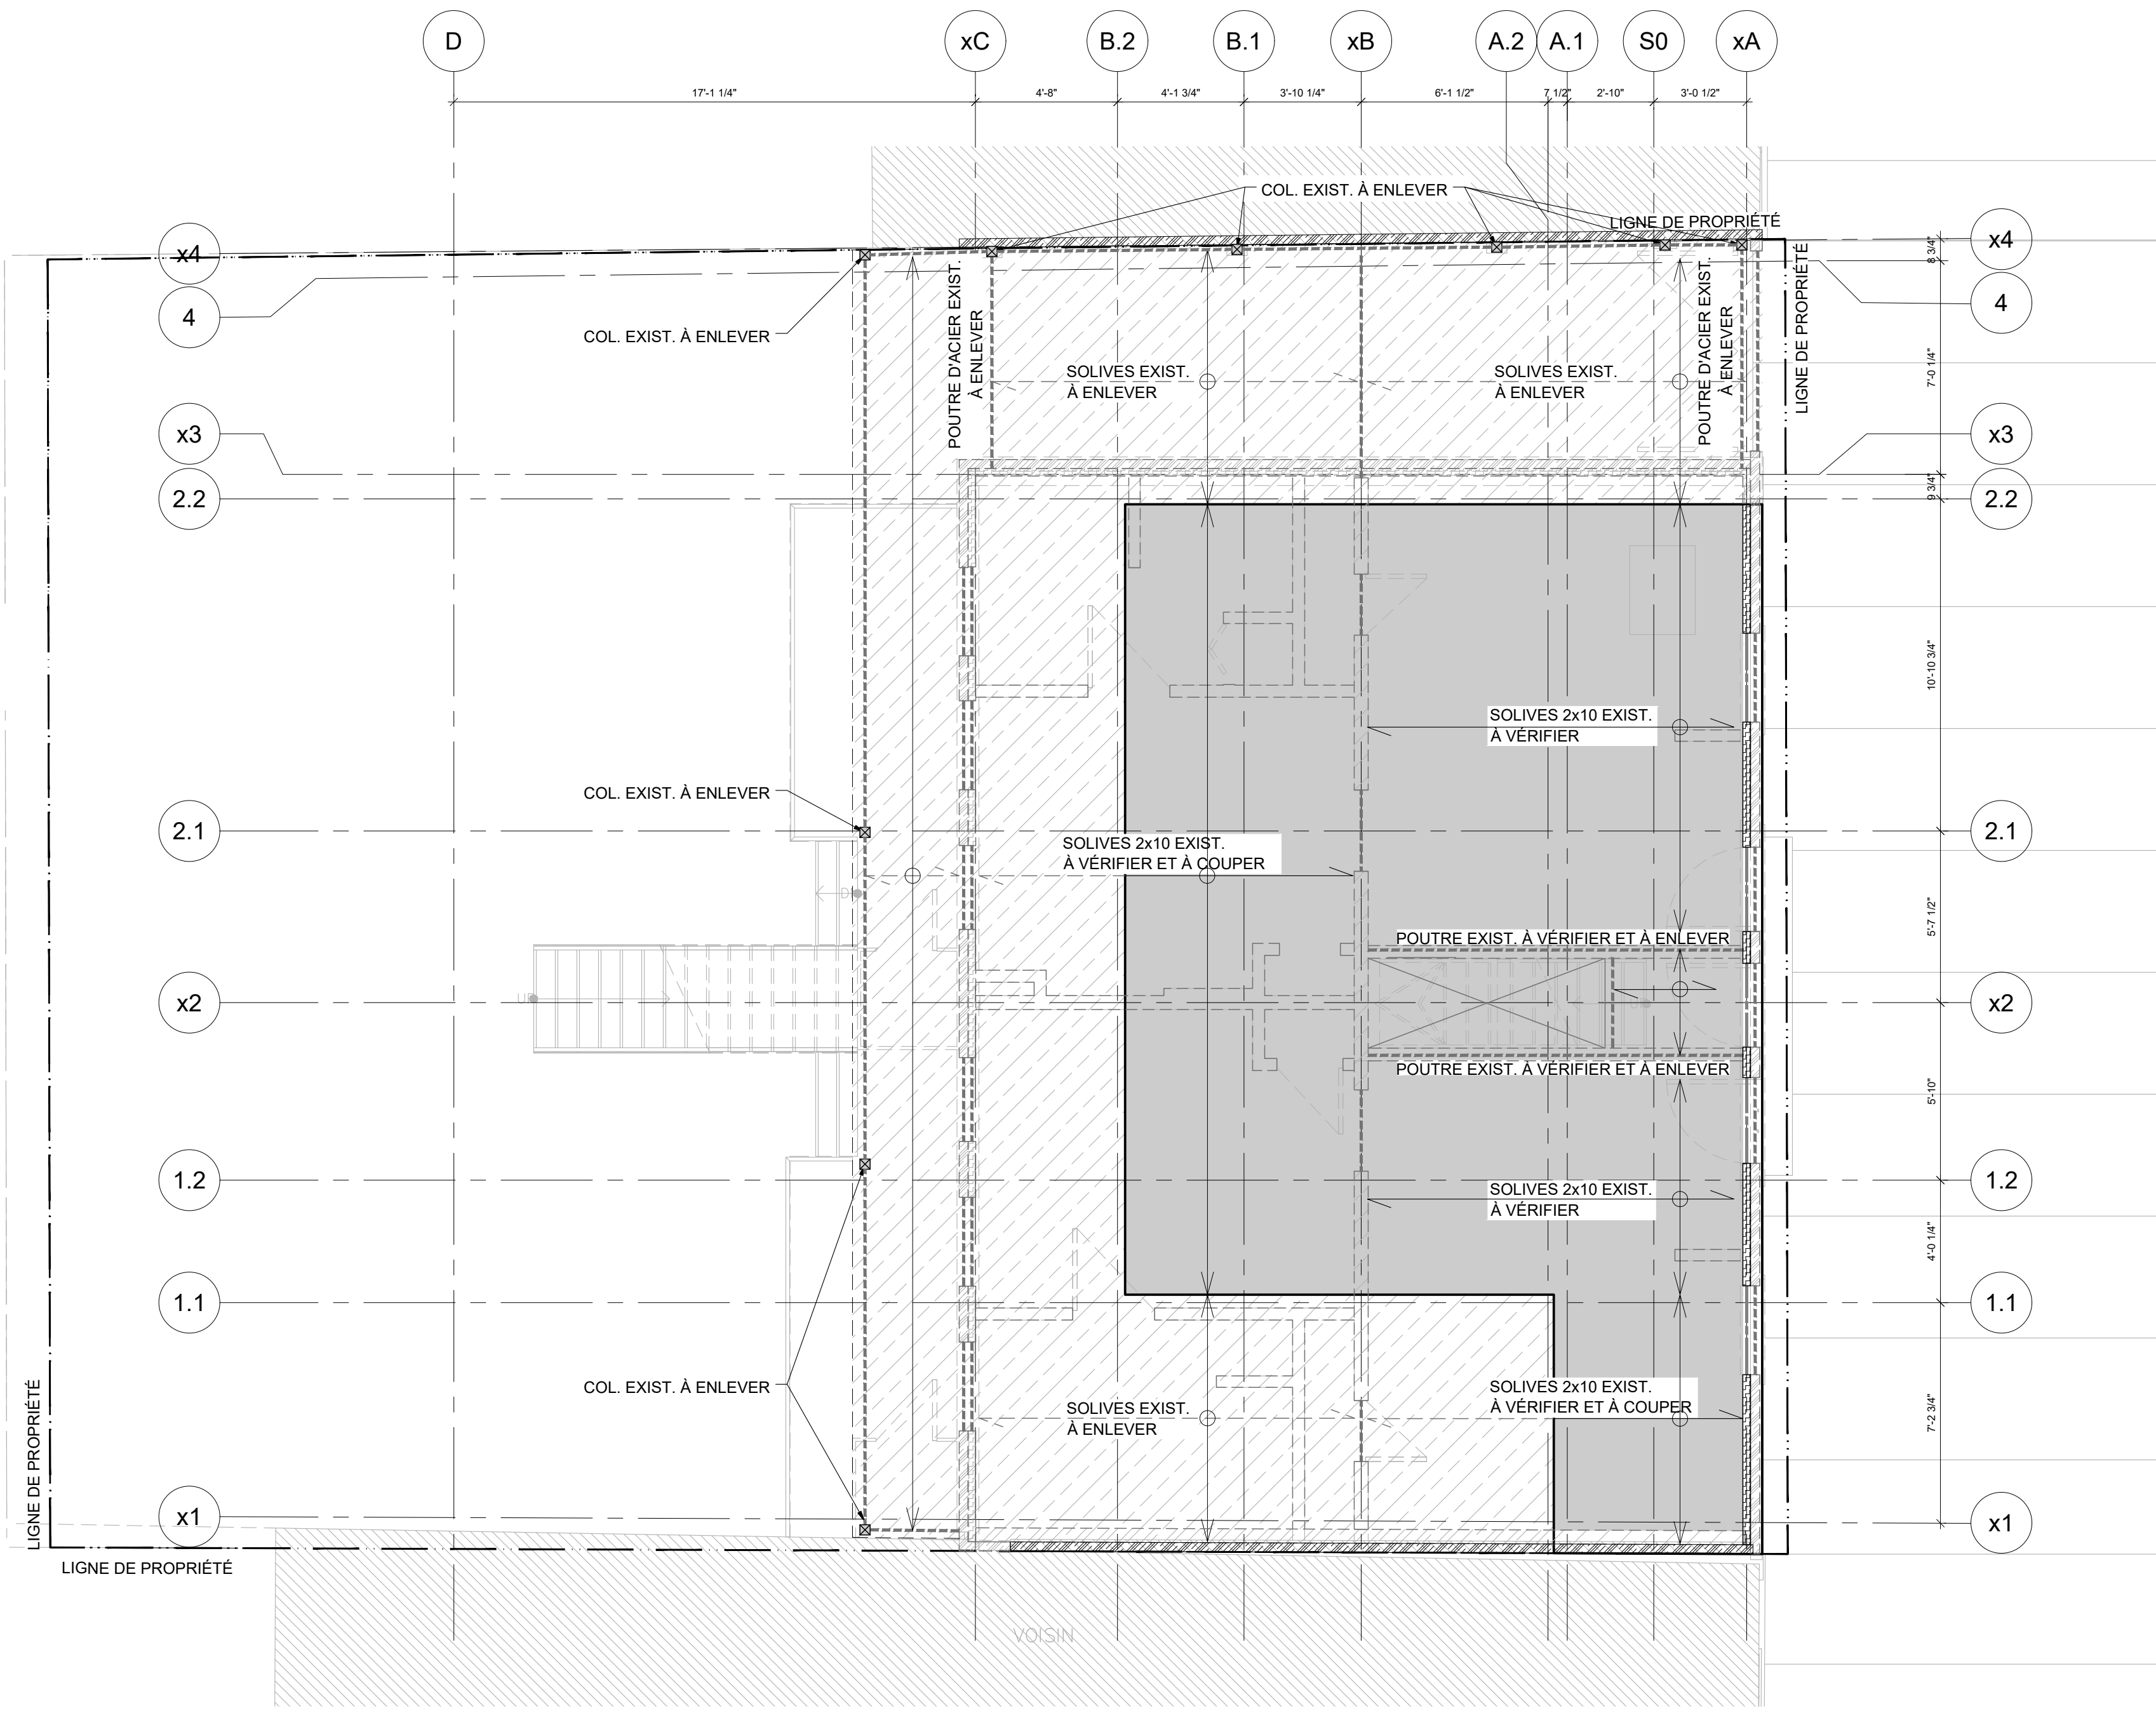 D
xC
B.2
B.1
xB
A.2
A.1
S0
xA
17'-1 1/4"
4'-8"
4'-1 3/4"
3'-10 1/4"
6'-1 1/2"
7 1/2"
2'-10"
3'-0 1/2"
COL. EXIST. À ENLEVER
LIGNE DE PROPRIÉTÉ
x4
x4
8 3/4"
4
4
COL. EXIST. À ENLEVER
POUTRE D'ACIER EXIST.
À ENLEVER
SOLIVES EXIST.
À ENLEVER
SOLIVES EXIST.
À ENLEVER
POUTRE D'ACIER EXIST.
À ENLEVER
LIGNE DE PROPRIÉTÉ
7'-0 1/4"
x3
x3
9 3/4"
2.2
2.2
10'-10 3/4"
SOLIVES 2x10 EXIST.
À VÉRIFIER
COL. EXIST. À ENLEVER
2.1
2.1
SOLIVES 2x10 EXIST.
À VÉRIFIER ET À COUPER
D
5'-7 1/2"
POUTRE EXIST. À VÉRIFIER ET À ENLEVER
UP
x2
x2
POUTRE EXIST. À VÉRIFIER ET À ENLEVER
5'-10"
1.2
1.2
SOLIVES 2x10 EXIST.
À VÉRIFIER
4'-0 1/4"
1.1
1.1
COL. EXIST. À ENLEVER
SOLIVES EXIST.
À ENLEVER
SOLIVES 2x10 EXIST.
À VÉRIFIER ET À COUPER
7'-2 3/4"
LIGNE DE PROPRIÉTÉ
x1
x1
LIGNE DE PROPRIÉTÉ
VOISIN